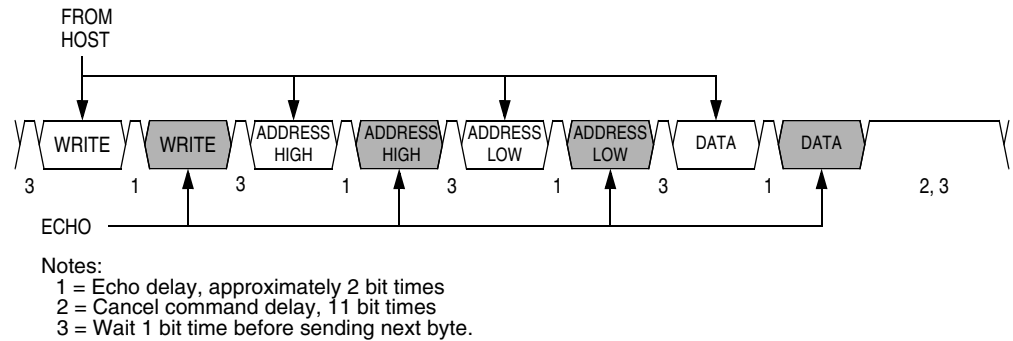 FROM
HOST
WRITE WRITE ADDRESS HIGH ADDRESS HIGH ADDRESS LOW ADDRESS LOW DATA DATA
3 1 3 1 3 1 3 1 2, 3
ECHO
Notes:
1 = Echo delay, approximately 2 bit times
2 = Cancel command delay, 11 bit times
3 = Wait 1 bit time before sending next byte.